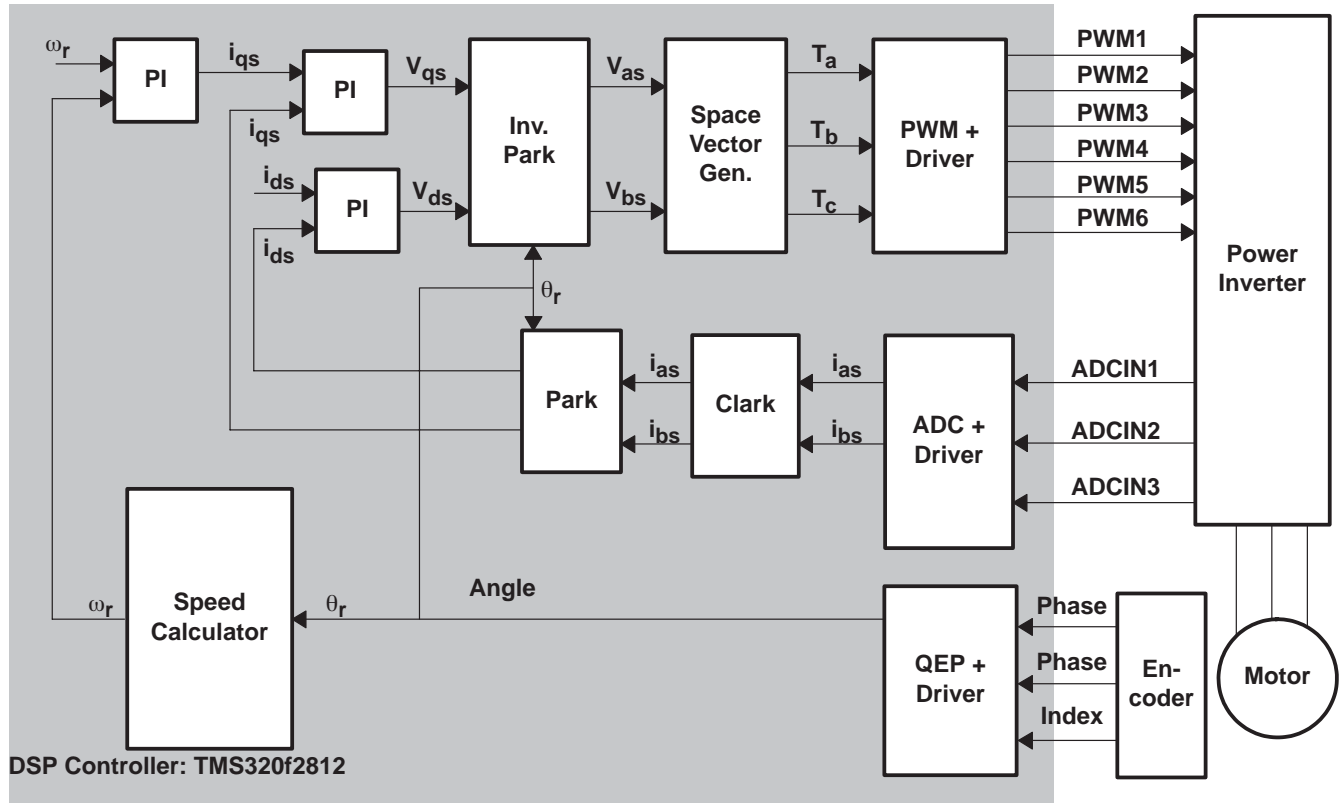 ωr
PI
iqs
iqs
PI
Vqs
ids
ids
PI
Vds
Inv.
Park
θr
Vas
Vbs
Space
Vector
Gen.
Ta
Tb
Tc
PWM +
Driver
PWM1
PWM2
PWM3
PWM4
PWM5
PWM6
Power
Inverter
Park
ias
ibs
Clark
ias
ibs
ADC +
Driver
ADCIN1
ADCIN2
ADCIN3
ωr
Speed
Calculator
θr
Angle
QEP +
Driver
Phase
Phase
Index
En-
coder
Motor
DSP Controller: TMS320f2812